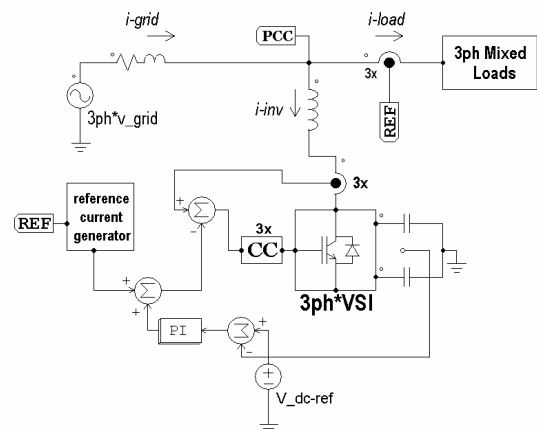 i-grid
i-load
PCC
3x
3ph Mixed
Loads
3ph*v_grid
i-inv
REF
3x
reference
current
generator
REF
+
-
3x
CC
+
+
3ph*VSI
PI
+
-
V_dc-ref